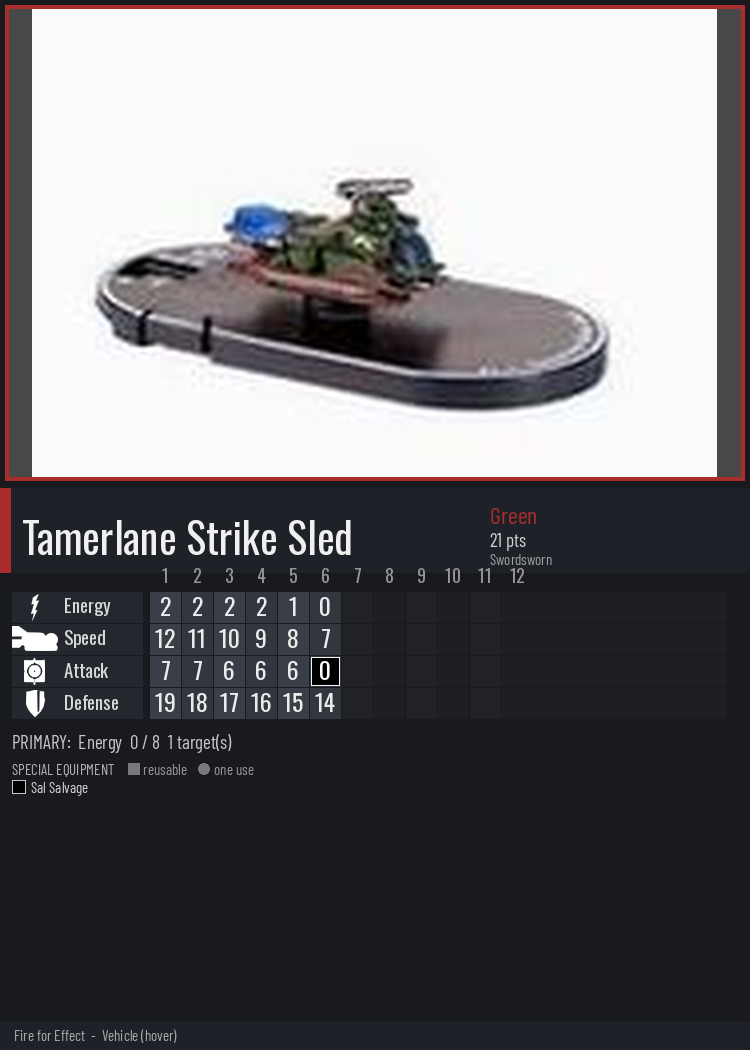 Tamerlane Strike Sled
Green
21 pts
Swordsworn
1 2 3 4 5 6 7 8 9 10 11 12
Energy 2 2 2 2 1 0
Speed 12 11 10 9 8 7
Attack 7 7 6 6 6 0
Defense 19 18 17 16 15 14
PRIMARY: Energy 0 / 8 1 target(s)
SPECIAL EQUIPMENT reusable one use
Sal Salvage
Fire for Effect - Vehicle (hover)